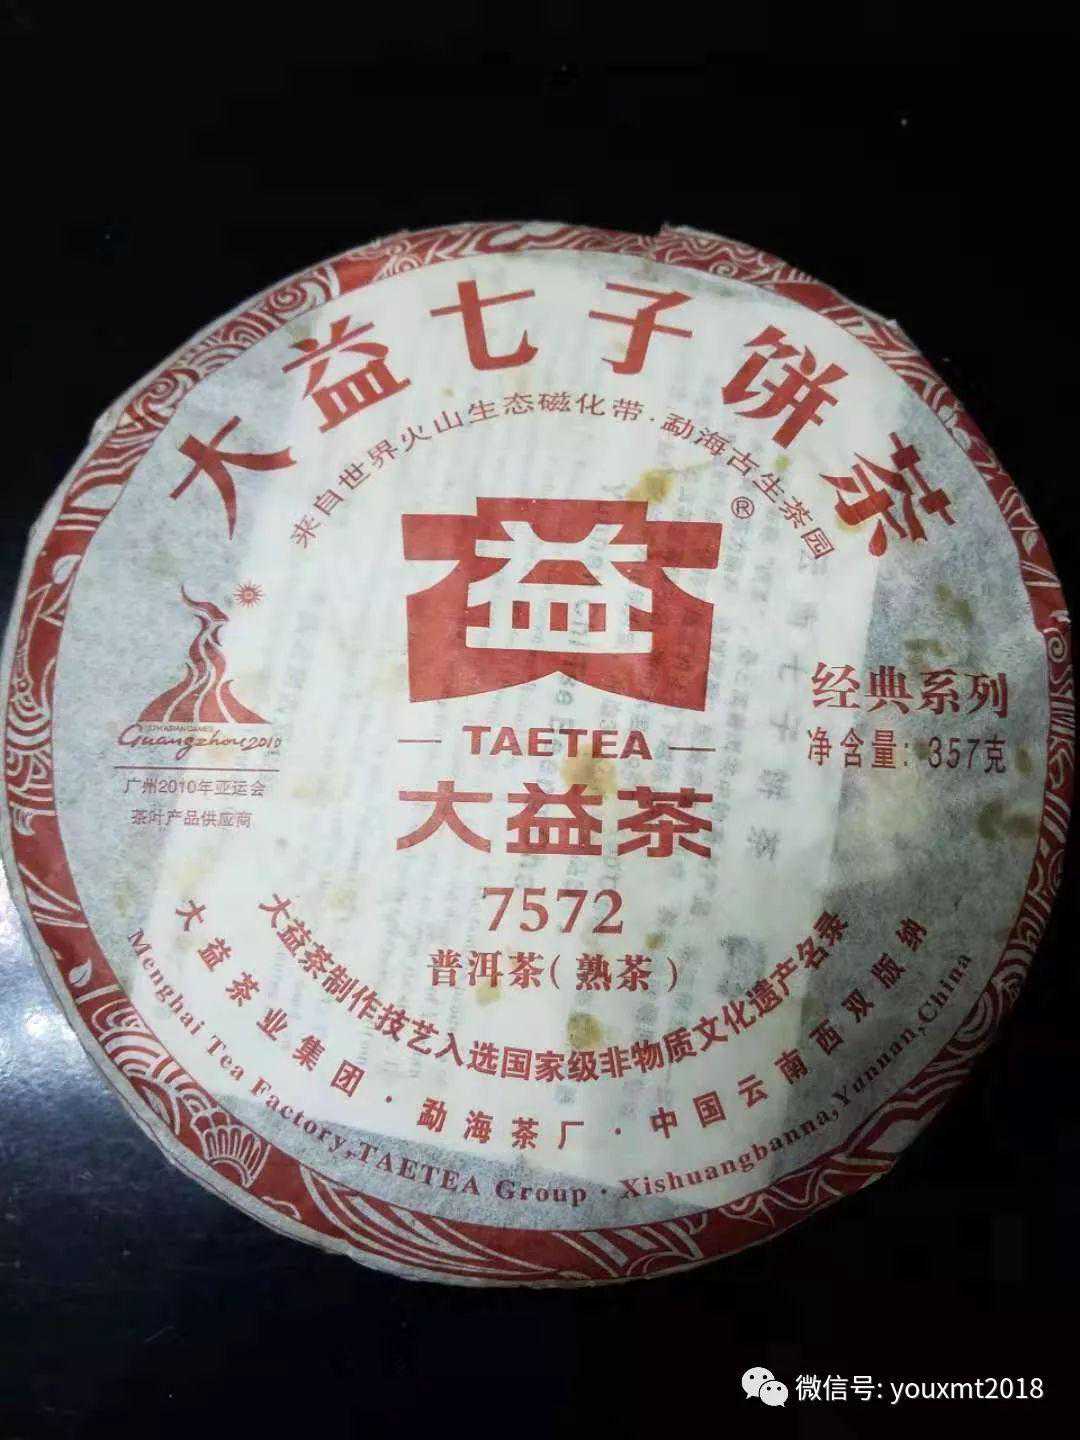 大益七子饼茶
来自世界火山生态磁化带·勐海古生茶园
益
®
TAETEA
大益茶
经典系列
净含量: 357克
Guangzhou2010
广州2010年亚运会
茶叶产品供应商
7572
普洱茶(熟茶)
大益茶制作技艺入选国家级非物质文化遗产名录
大益茶业集团·勐海茶厂·中国云南西双版纳
Menghai Tea Factory,TAETEA Group·Xishuangbanna,Yunnan,China
微信号: youxmt2018